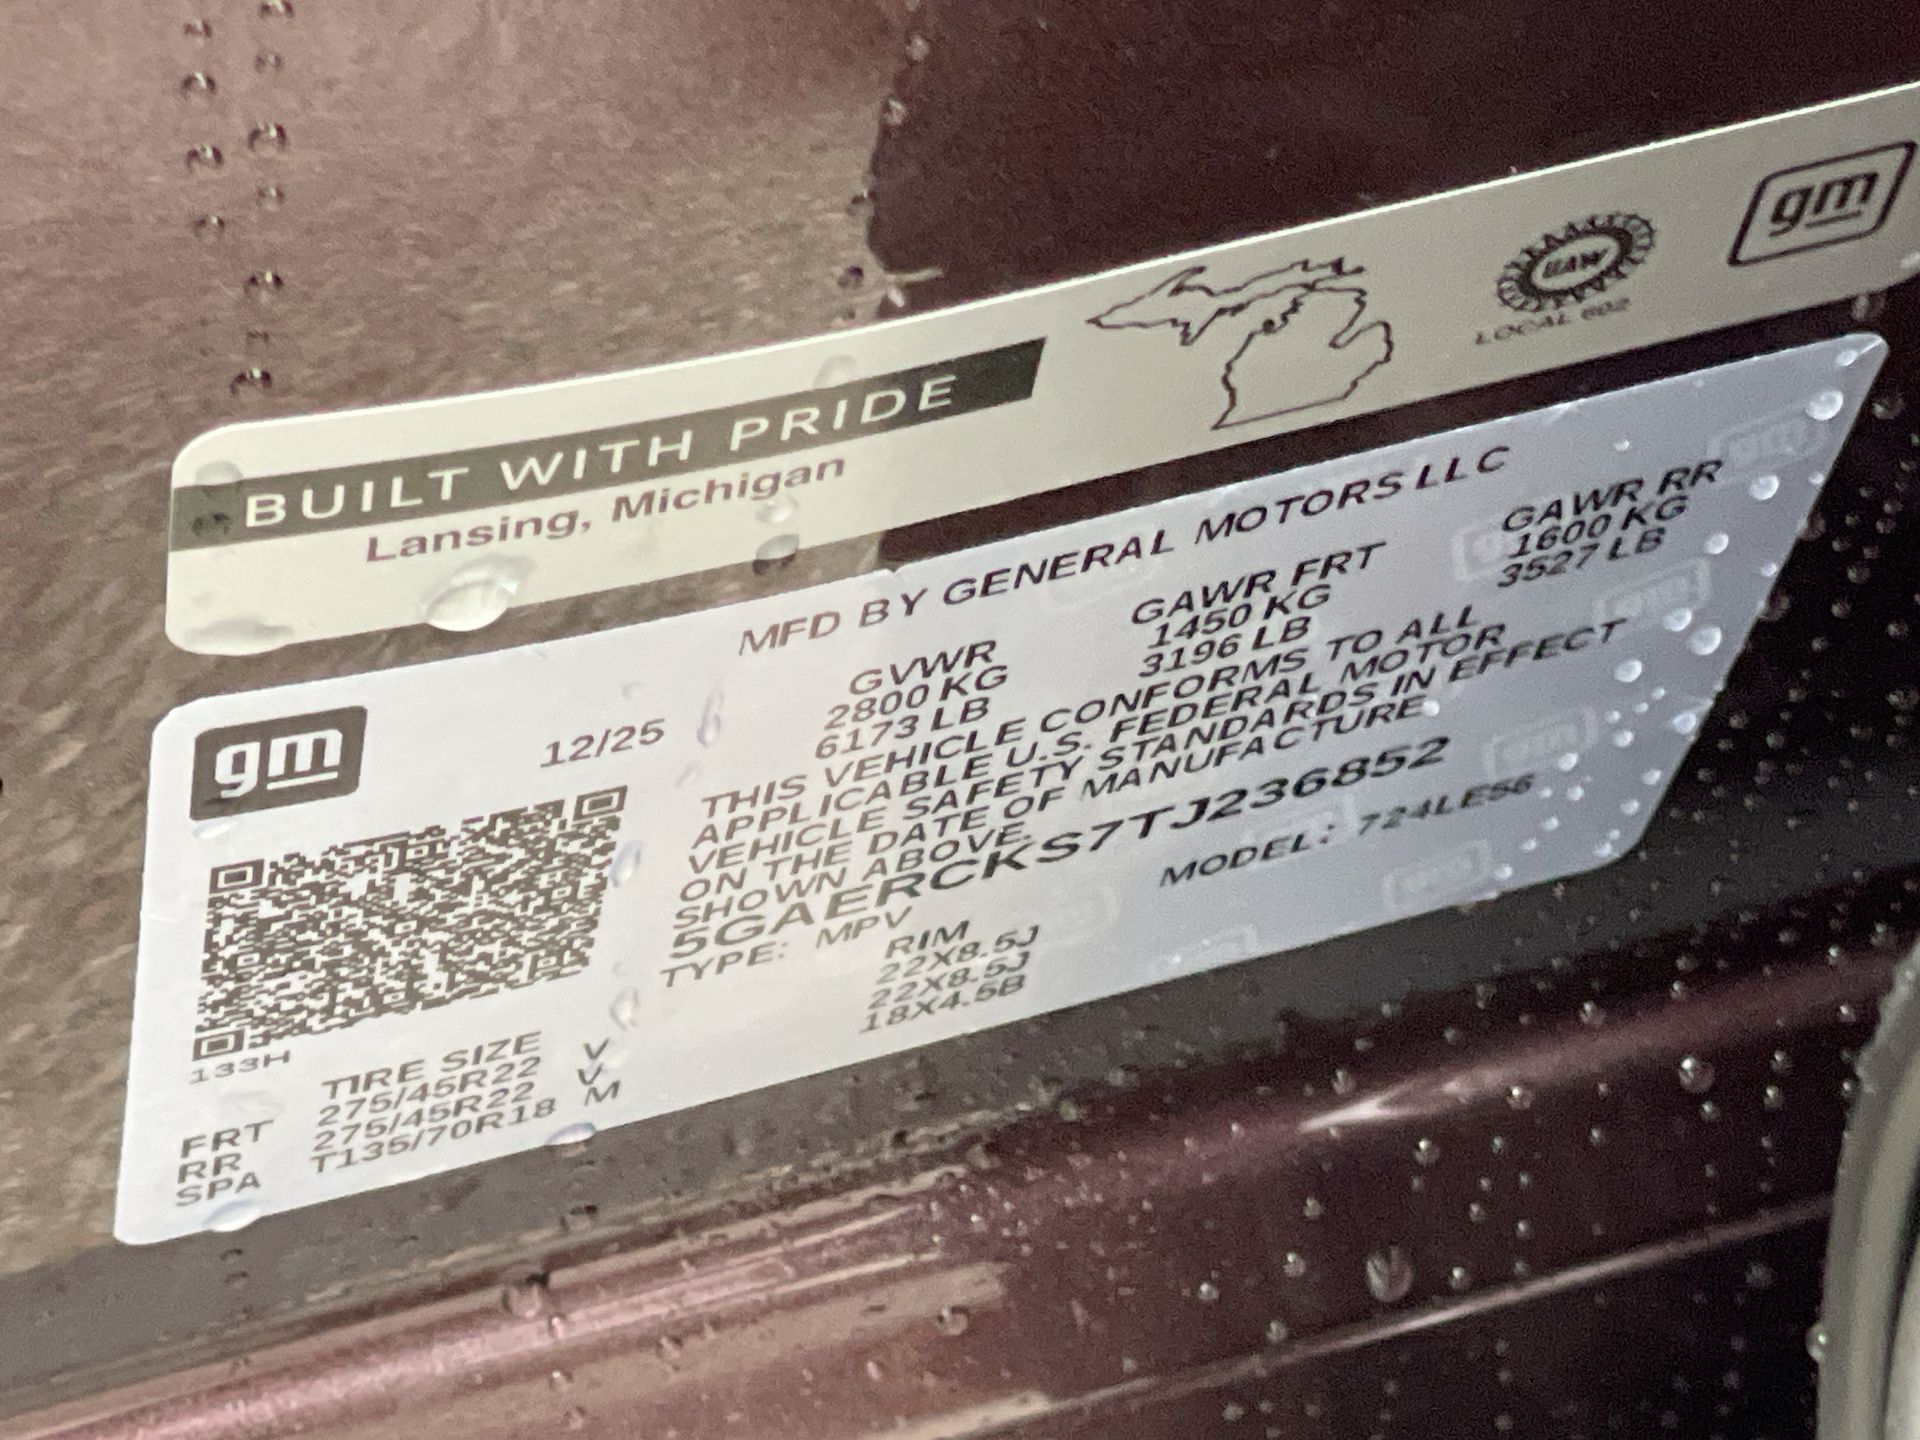 BUILT WITH PRIDE
Lansing, Michigan
UAW
LOCAL 602
gm
gm
12/25
MFD BY GENERAL MOTORS LLC
GVWR GAWR FRT GAWR RR
2800 KG 1450 KG 1600 KG
6173 LB 3196 LB 3527 LB
THIS VEHICLE CONFORMS TO ALL
APPLICABLE U.S. FEDERAL MOTOR
VEHICLE SAFETY STANDARDS IN EFFECT
ON THE DATE OF MANUFACTURE
SHOWN ABOVE.
5GAERCKS7TJ236852
TYPE: MPV MODEL: 724LE56
133H
TIRE SIZE RIM
FRT 275/45R22 V 22X8.5J
RR 275/45R22 V 22X8.5J
SPA T135/70R18 M 18X4.5B